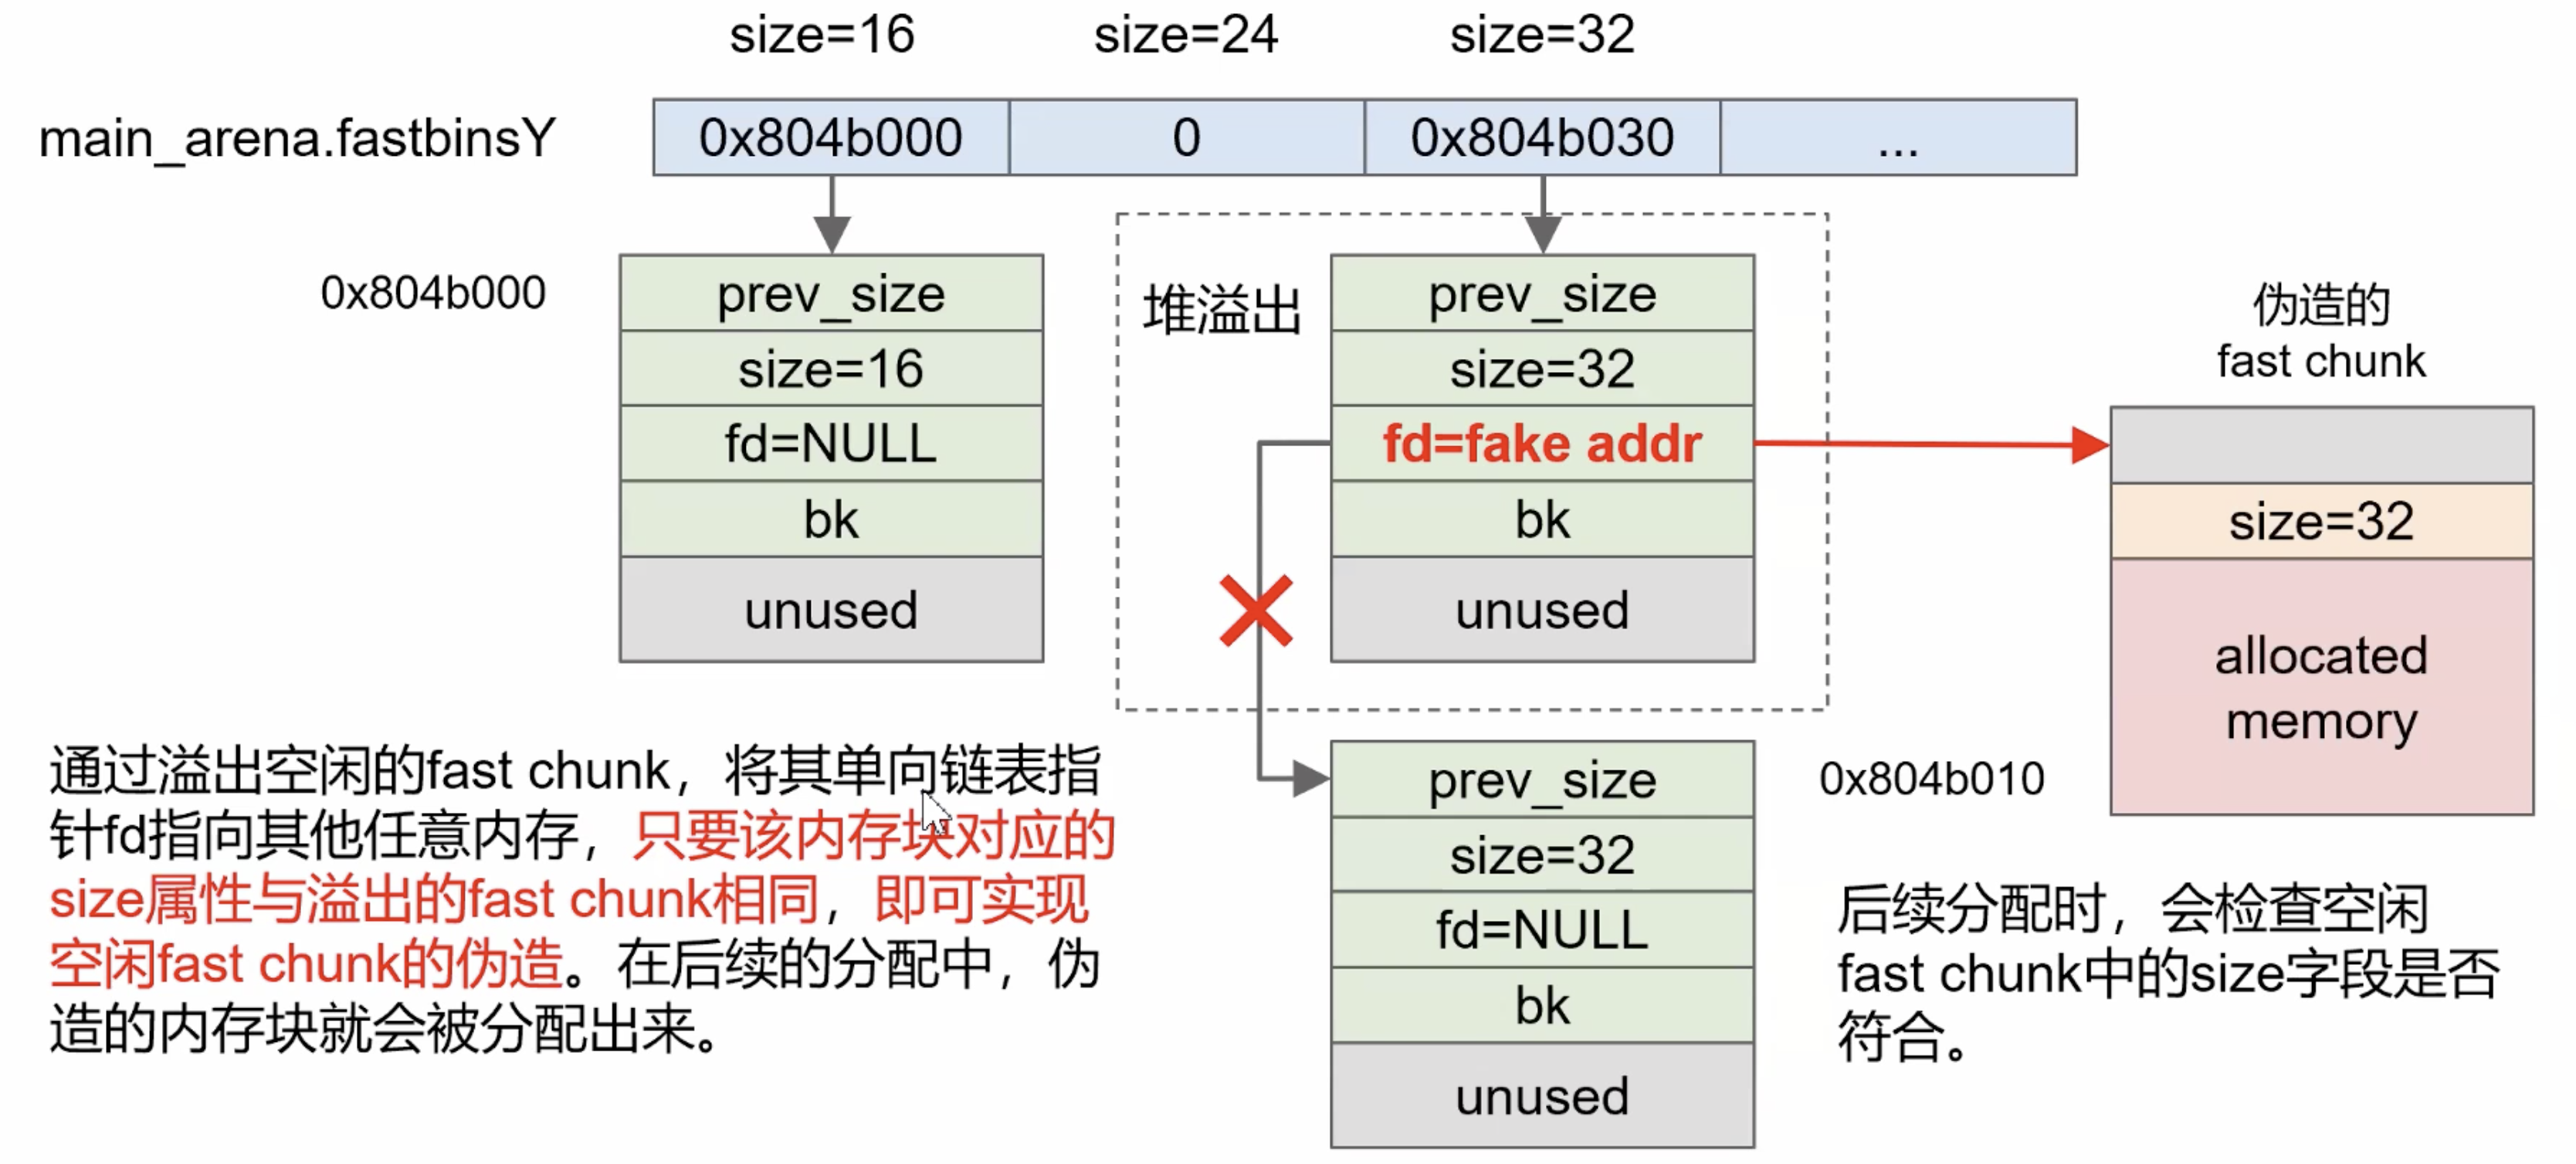 size=16
size=24
size=32
main_arena.fastbinsY
0x804b000
0
0x804b030
...
0x804b000
prev_size
size=16
fd=NULL
bk
unused
堆溢出
prev_size
size=32
fd=fake addr
bk
unused
伪造的
fast chunk
size=32
allocated
memory
prev_size
size=32
fd=NULL
bk
unused
0x804b010
通过溢出空闲的fast chunk，将其单向链表指
针fd指向其他任意内存，只要该内存块对应的
size属性与溢出的fast chunk相同，即可实现
空闲fast chunk的伪造。在后续的分配中，伪
造的内存块就会被分配出来。
后续分配时，会检查空闲
fast chunk中的size字段是否
符合。